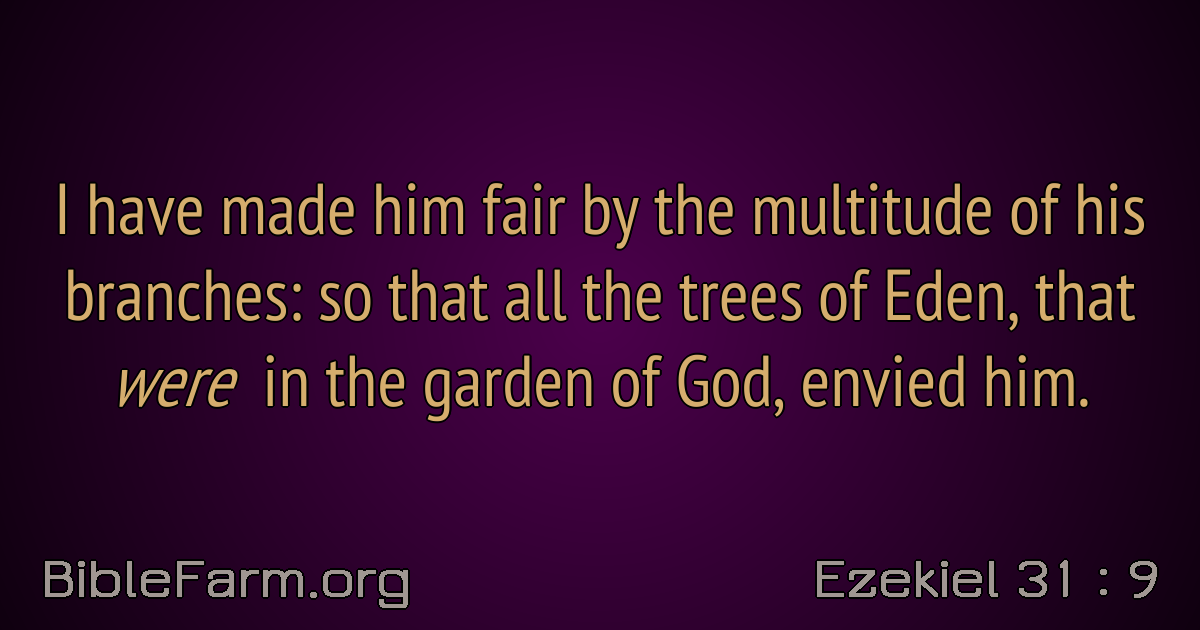 I have made him fair by the multitude of his
branches: so that all the trees of Eden, that
were in the garden of God, envied him.
BibleFarm.org
Ezekiel 31 : 9